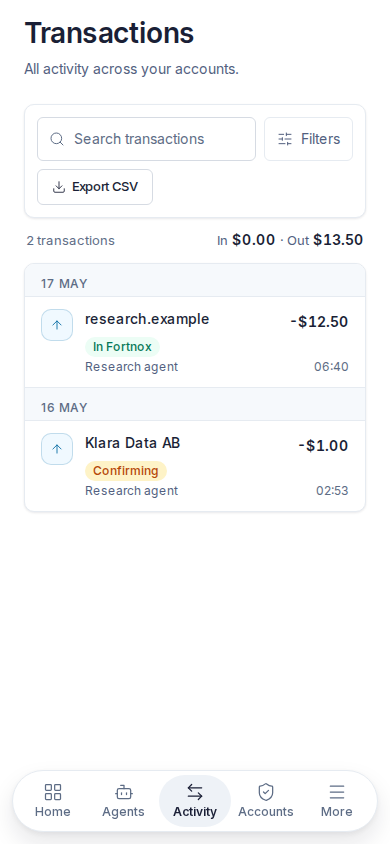 Transactions
All activity across your accounts.
Search transactions
Filters
Export CSV
2 transactions
In $0.00 · Out $13.50
17 MAY
research.example
-$12.50
In Fortnox
Research agent
06:40
16 MAY
Klara Data AB
-$1.00
Confirming
Research agent
02:53
Home
Agents
Activity
Accounts
More